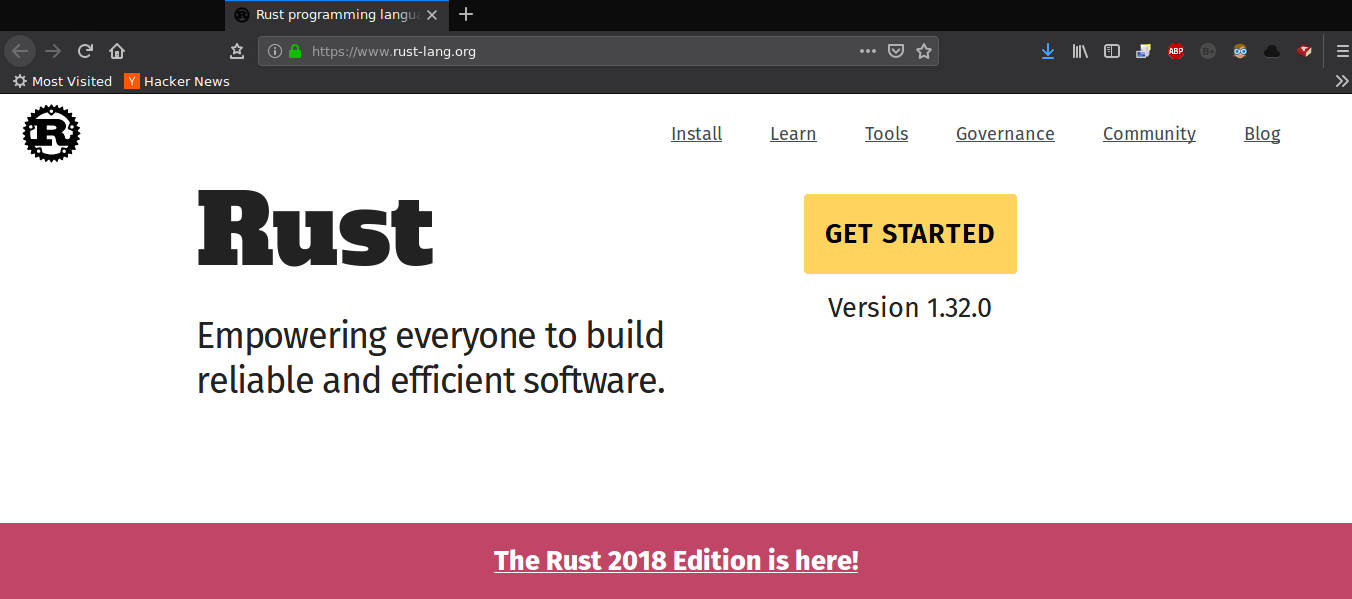 Rust programming langua
https://www.rust-lang.org
ABP
B+
Most Visited
Y Hacker News
R
Install Learn Tools Governance Community Blog
Rust
GET STARTED
Version 1.32.0
Empowering everyone to build
reliable and efficient software.
The Rust 2018 Edition is here!